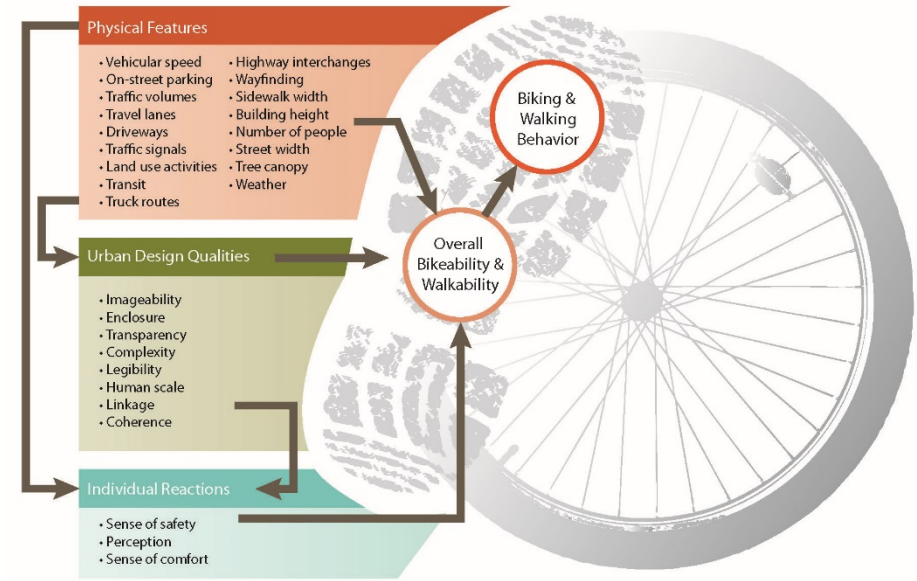 Physical Features
• Vehicular speed
• On-street parking
• Traffic volumes
• Travel lanes
• Driveways
• Traffic signals
• Land use activities
• Transit
• Truck routes
• Highway interchanges
• Wayfinding
• Sidewalk width
• Building height
• Number of people
• Street width
• Tree canopy
• Weather
Biking &
Walking
Behavior
Overall
Bikeability &
Walkability
Urban Design Qualities
• Imageability
• Enclosure
• Transparency
• Complexity
• Legibility
• Human scale
• Linkage
• Coherence
Individual Reactions
• Sense of safety
• Perception
• Sense of comfort